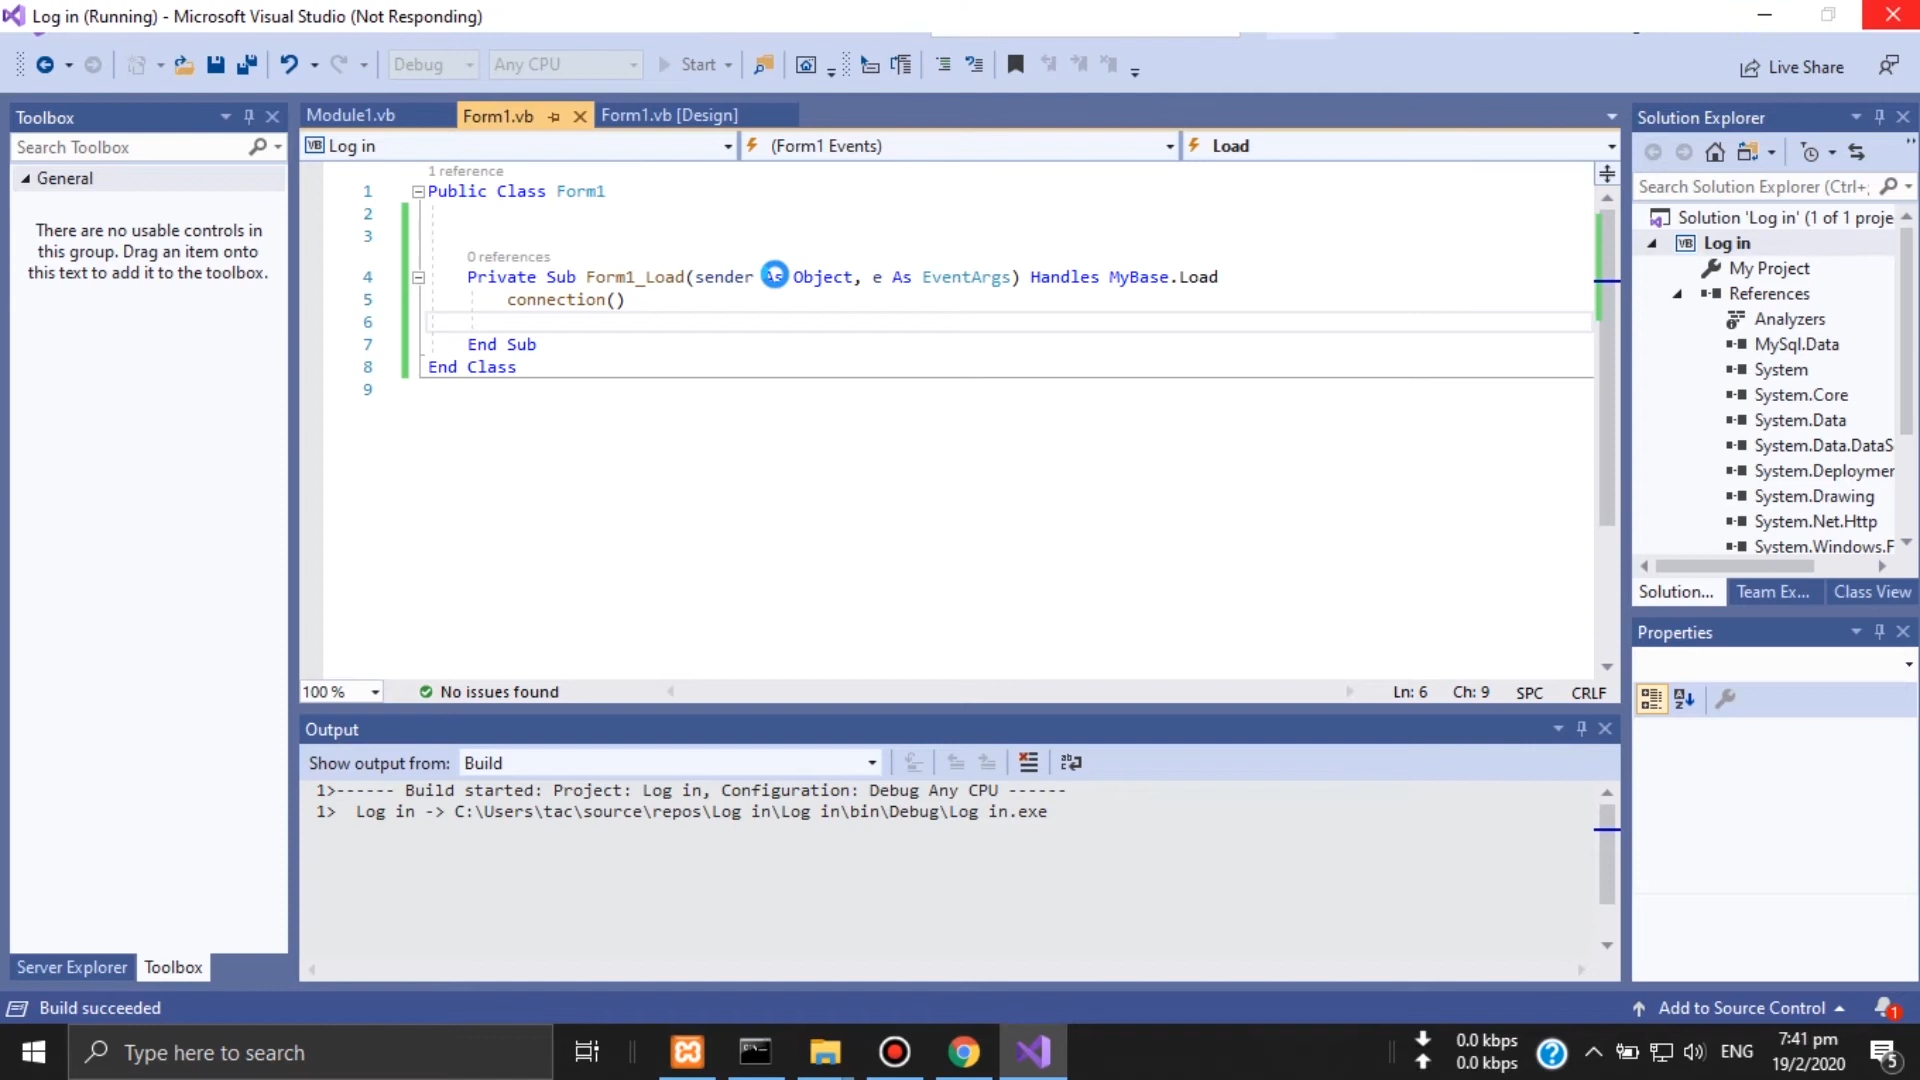 Log in (Running) - Microsoft Visual Studio (Not Responding)
Debug
Any CPU
Start
Live Share
Toolbox
Search Toolbox
General
There are no usable controls in
this group. Drag an item onto
this text to add it to the toolbox.
Server Explorer
Toolbox
Module1.vb
Form1.vb
Form1.vb [Design]
VB Log in
(Form1 Events)
Load
1 reference
1 Public Class Form1
2
3
0 references
4 Private Sub Form1_Load(sender As Object, e As EventArgs) Handles MyBase.Load
5 connection()
6
7 End Sub
8 End Class
9
100 %
No issues found
Ln: 6 Ch: 9 SPC CRLF
Output
Show output from: Build
1>------ Build started: Project: Log in, Configuration: Debug Any CPU ------
1>  Log in -> C:\Users\tac\source\repos\Log in\Log in\bin\Debug\Log in.exe
Solution Explorer
Search Solution Explorer (Ctrl+;
Solution 'Log in' (1 of 1 proje
VB Log in
My Project
References
Analyzers
MySql.Data
System
System.Core
System.Data
System.Data.DataS
System.Deploymer
System.Drawing
System.Net.Http
System.Windows.F
Solution...
Team Ex...
Class View
Properties
Build succeeded
Add to Source Control
1
Type here to search
0.0 kbps
0.0 kbps
ENG
7:41 pm
19/2/2020
5